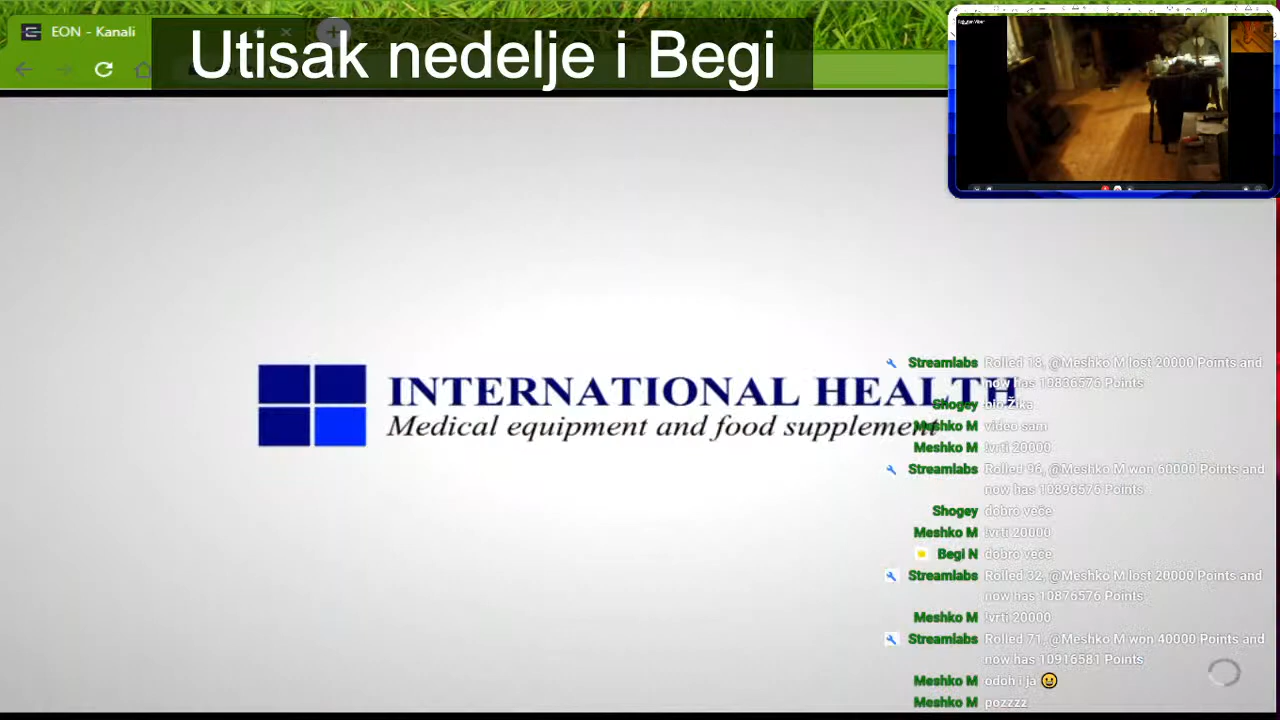 EON - Kanali
Utisak nedelje i Begi
INTERNATIONAL HEALTH
Medical equipment and food supplement
Streamlabs Rolled 18, @Meshko M lost 20000 Points and
now has 10836576 Points
Shogey bin Žika
Meshko M video sam
Meshko M !vrti 20000
Streamlabs Rolled 96, @Meshko M won 60000 Points and
now has 10896576 Points
Shogey dobro veče
Meshko M !vrti 20000
Begi N dobro veče
Streamlabs Rolled 32, @Meshko M lost 20000 Points and
now has 10876576 Points
Meshko M !vrti 20000
Streamlabs Rolled 71, @Meshko M won 40000 Points and
now has 10916581 Points
Meshko M odoh i ja 😀
Meshko M pozzzz